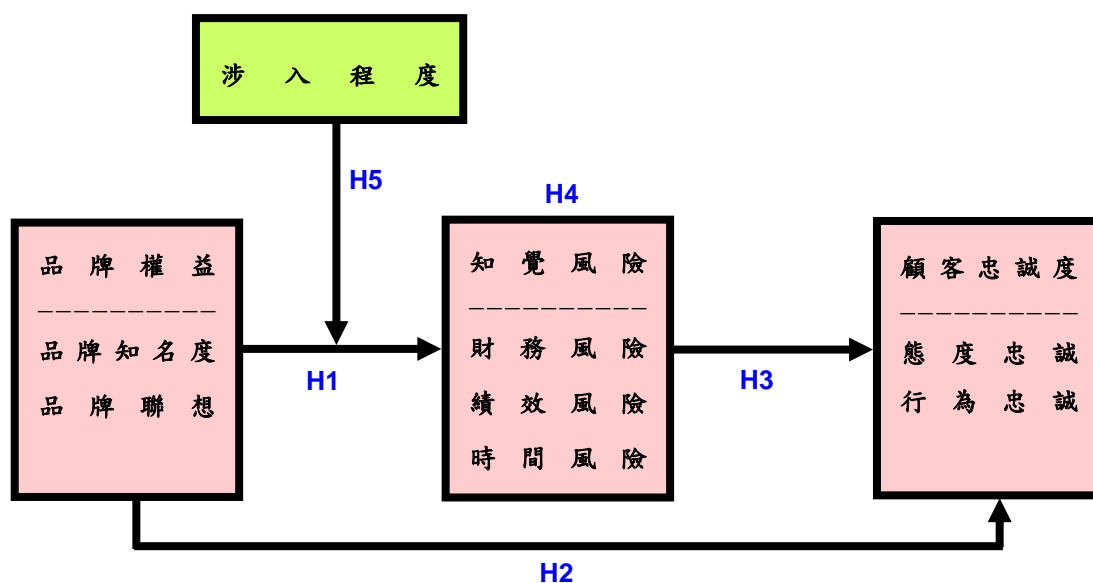 涉入程度
H5
H4
品牌權益
----------
品牌知名度
品牌聯想
H1
知覺風險
----------
財務風險
績效風險
時間風險
H3
顧客忠誠度
----------
態度忠誠
行為忠誠
H2